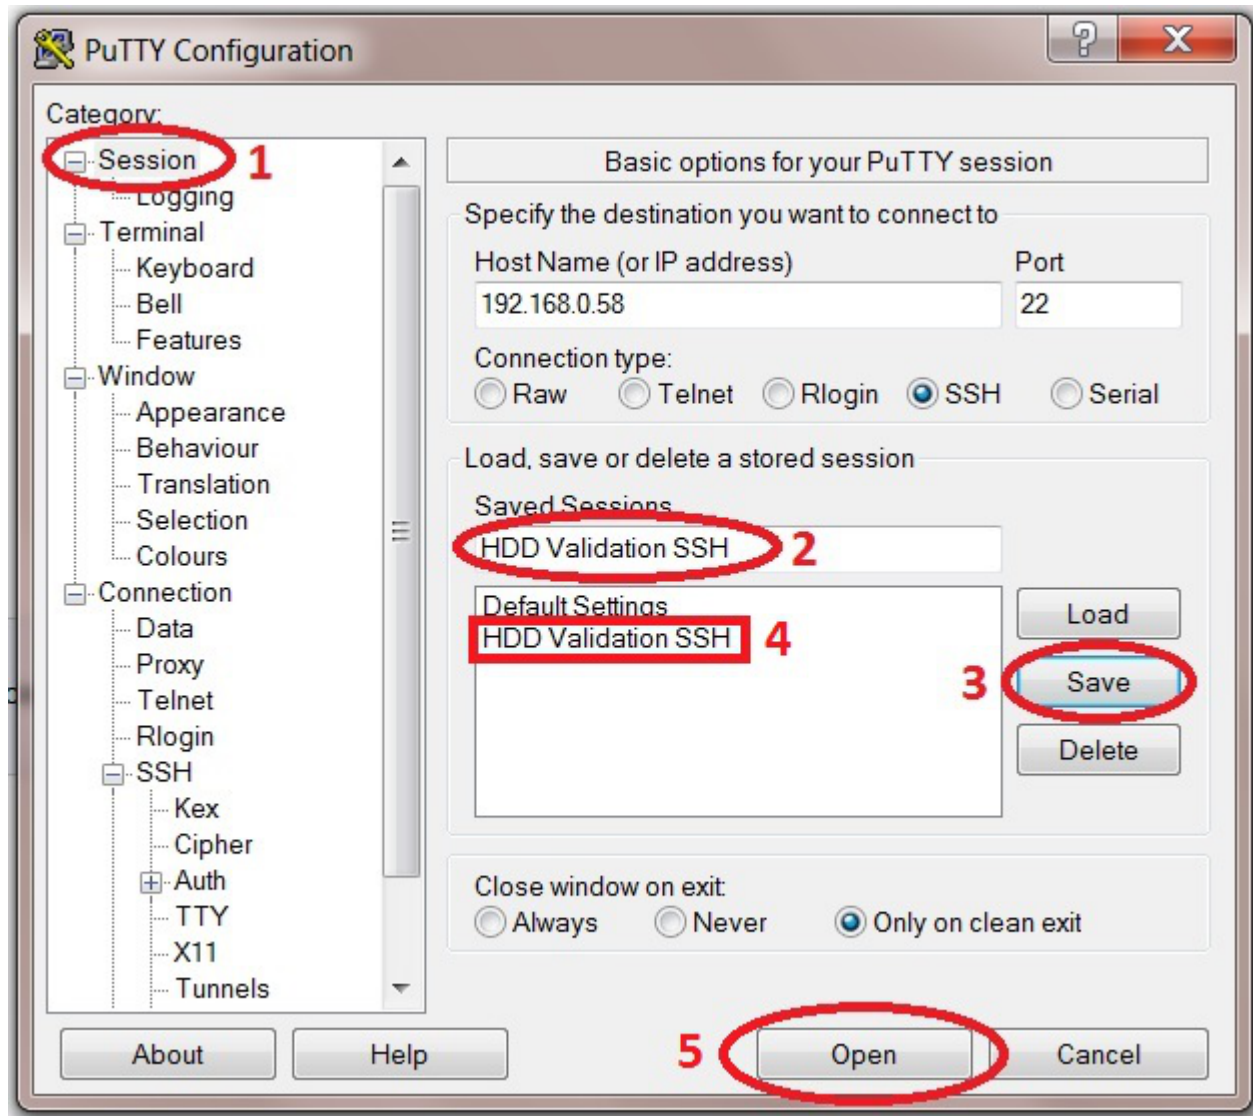 PuTTY Configuration
Category:
Session 1
Logging
Terminal
Keyboard
Bell
Features
Window
Appearance
Behaviour
Translation
Selection
Colours
Connection
Data
Proxy
Telnet
Rlogin
SSH
Kex
Cipher
Auth
TTY
X11
Tunnels
Basic options for your PuTTY session
Specify the destination you want to connect to
Host Name (or IP address) Port
192.168.0.58 22
Connection type:
Raw Telnet Rlogin SSH Serial
Load, save or delete a stored session
Saved Sessions
HDD Validation SSH 2
Default Settings
HDD Validation SSH 4
Load
3 Save
Delete
Close window on exit:
Always Never Only on clean exit
About Help 5 Open Cancel